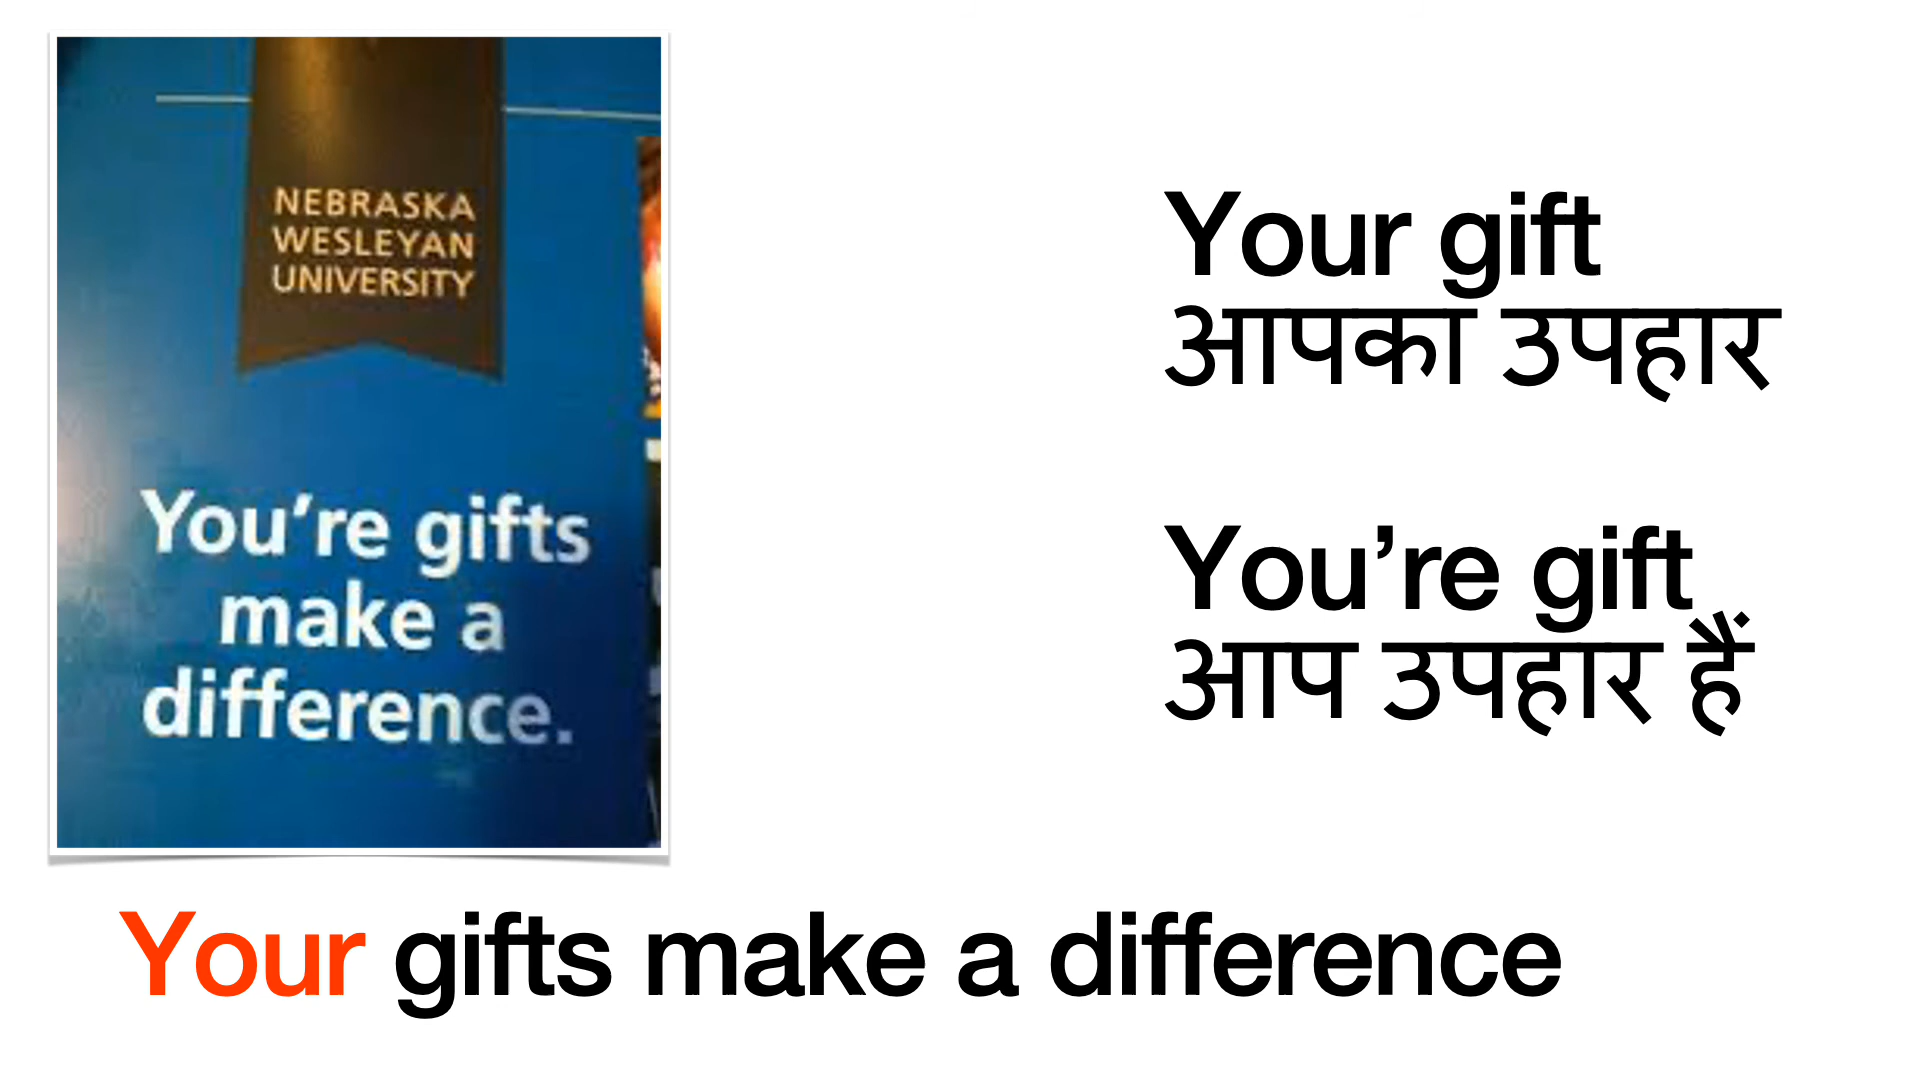 NEBRASKA
WESLEYAN
UNIVERSITY
You’re gifts
make a
difference.
Your gift
आपका उपहार
You’re gift
आप उपहार हैं
Your gifts make a difference